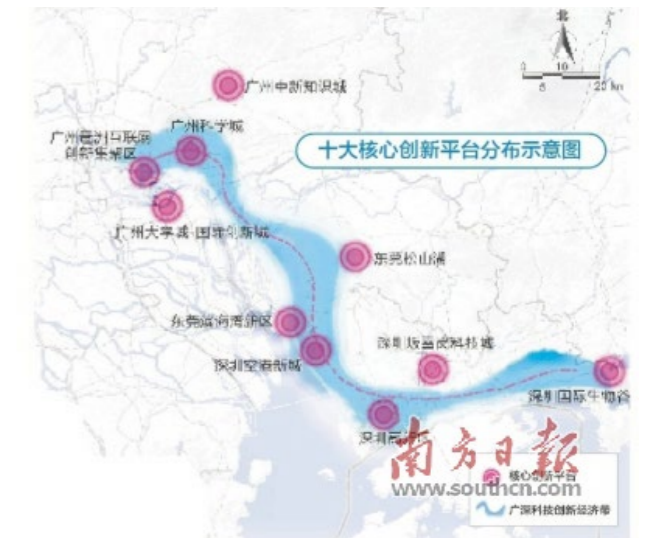 北
0 10
5 20 km
广州中新知识城
广州科学城
广州琶洲互联网
创新集聚区
十大核心创新平台分布示意图
广州大学城-国际创新城
东莞松山湖
东莞滨海湾新区
深圳空港新城
深圳坂雪岗科技城
深圳国际生物谷
深圳高新区
南方日报
www.southcn.com
核心创新平台
广深科技创新经济带